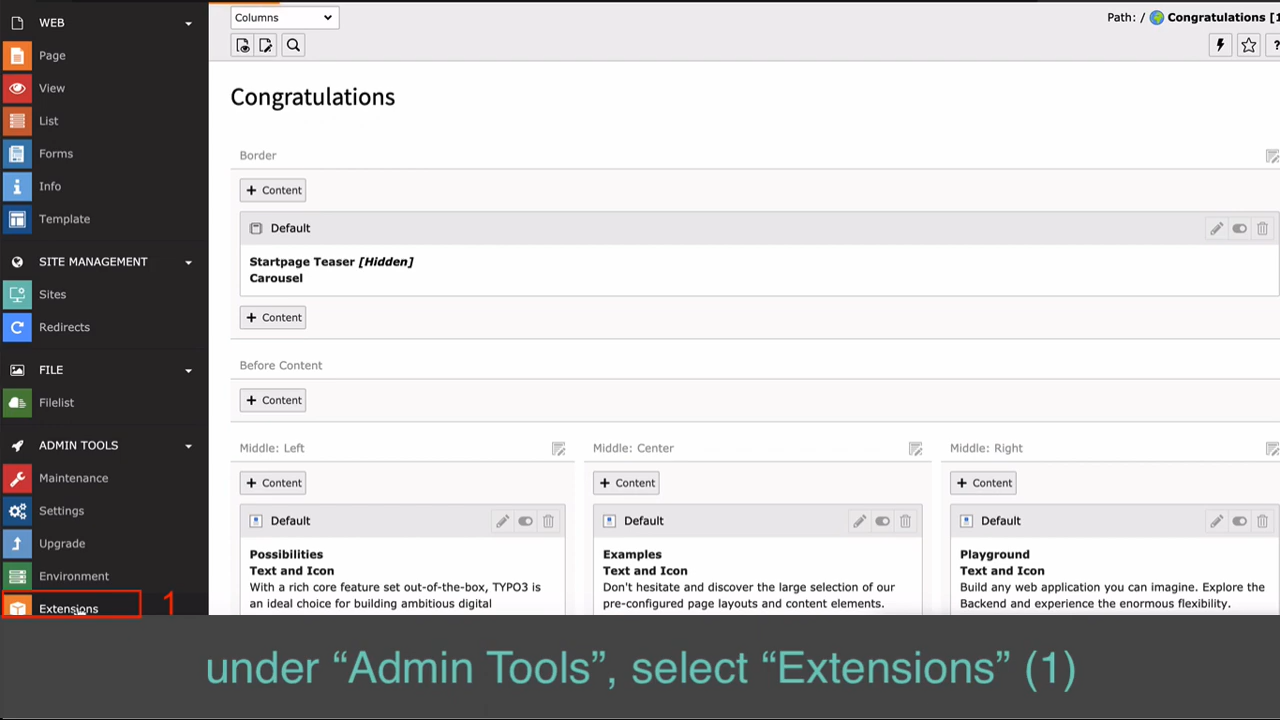 WEB
Page
View
List
Forms
Info
Template
SITE MANAGEMENT
Sites
Redirects
FILE
Filelist
ADMIN TOOLS
Maintenance
Settings
Upgrade
Environment
Extensions
1
Columns
Path: / Congratulations [1
?
Congratulations
Border
+ Content
Default
Startpage Teaser [Hidden]
Carousel
+ Content
Before Content
+ Content
Middle: Left
+ Content
Default
Possibilities
Text and Icon
With a rich core feature set out-of-the-box, TYPO3 is
an ideal choice for building ambitious digital
Middle: Center
+ Content
Default
Examples
Text and Icon
Don't hesitate and discover the large selection of our
pre-configured page layouts and content elements.
Middle: Right
+ Content
Default
Playground
Text and Icon
Build any web application you can imagine. Explore the
Backend and experience the enormous flexibility.
under “Admin Tools”, select “Extensions” (1)